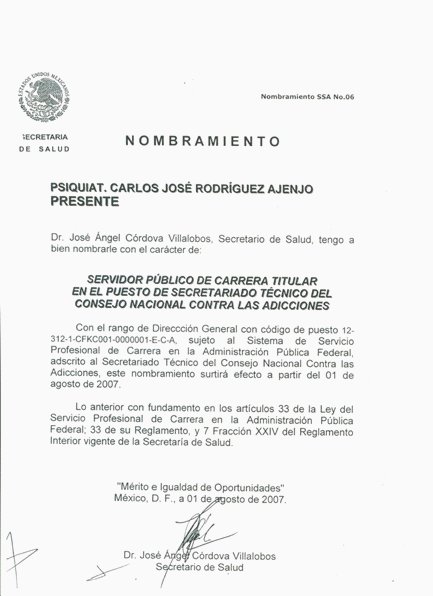 ESTADOS UNIDOS MEXICANOS
Nombramiento SSA No.06
SECRETARIA
DE SALUD
NOMBRAMIENTO
PSIQUIAT. CARLOS JOSÉ RODRÍGUEZ AJENJO
PRESENTE
Dr. José Ángel Córdova Villalobos, Secretario de Salud, tengo a
bien nombrarle con el carácter de:
SERVIDOR PÚBLICO DE CARRERA TITULAR
EN EL PUESTO DE SECRETARIADO TÉCNICO DEL
CONSEJO NACIONAL CONTRA LAS ADICCIONES
Con el rango de Direccción General con código de puesto 12-
312-1-CFKC001-0000001-E-C-A, sujeto al Sistema de Servicio
Profesional de Carrera en la Administración Pública Federal,
adscrito al Secretariado Técnico del Consejo Nacional Contra las
Adicciones, este nombramiento surtirá efecto a partir del 01 de
agosto de 2007.
Lo anterior con fundamento en los artículos 33 de la Ley del
Servicio Profesional de Carrera en la Administración Pública
Federal; 33 de su Reglamento, y 7 Fracción XXIV del Reglamento
Interior vigente de la Secretaría de Salud.
"Mérito e Igualdad de Oportunidades"
México, D. F., a 01 de agosto de 2007.
Dr. José Ángel Córdova Villalobos
Secretario de Salud